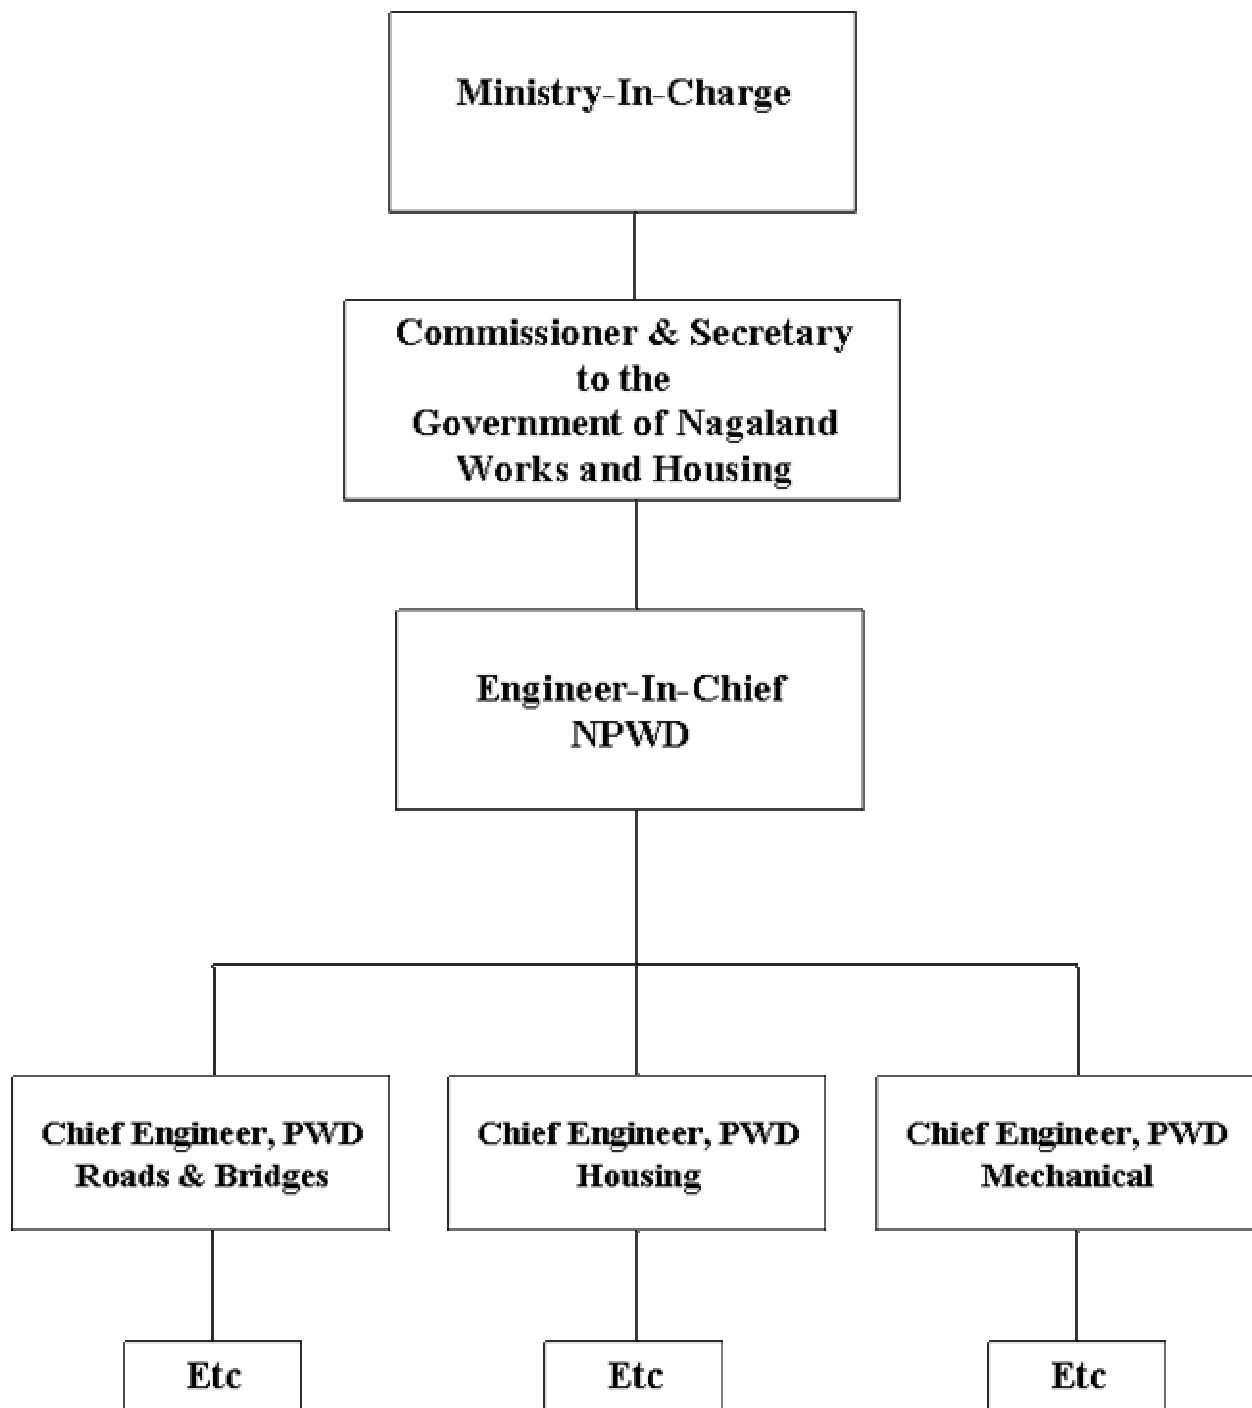 Ministry-In-Charge
Commissioner & Secretary
to the
Government of Nagaland
Works and Housing
Engineer-In-Chief
NPWD
Chief Engineer, PWD
Roads & Bridges
Chief Engineer, PWD
Housing
Chief Engineer, PWD
Mechanical
Etc
Etc
Etc